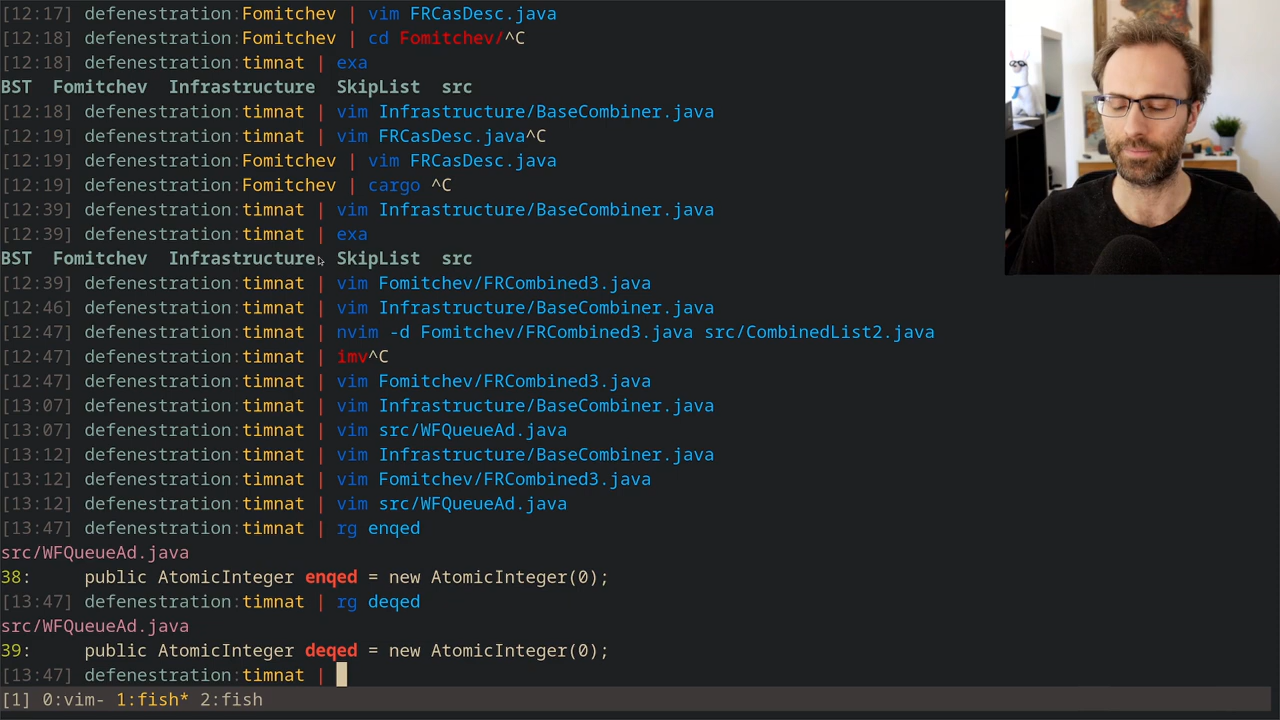 [12:17] defenestration:Fomitchev | vim FRCasDesc.java
[12:18] defenestration:Fomitchev | cd Fomitchev/^C
[12:18] defenestration:timnat | exa
BST  Fomitchev  Infrastructure  SkipList  src
[12:18] defenestration:timnat | vim Infrastructure/BaseCombiner.java
[12:19] defenestration:timnat | vim FRCasDesc.java^C
[12:19] defenestration:Fomitchev | vim FRCasDesc.java
[12:19] defenestration:Fomitchev | cargo ^C
[12:39] defenestration:timnat | vim Infrastructure/BaseCombiner.java
[12:39] defenestration:timnat | exa
BST  Fomitchev  Infrastructure  SkipList  src
[12:39] defenestration:timnat | vim Fomitchev/FRCombined3.java
[12:46] defenestration:timnat | vim Infrastructure/BaseCombiner.java
[12:47] defenestration:timnat | nvim -d Fomitchev/FRCombined3.java src/CombinedList2.java
[12:47] defenestration:timnat | imv^C
[12:47] defenestration:timnat | vim Fomitchev/FRCombined3.java
[13:07] defenestration:timnat | vim Infrastructure/BaseCombiner.java
[13:07] defenestration:timnat | vim src/WFQueueAd.java
[13:12] defenestration:timnat | vim Infrastructure/BaseCombiner.java
[13:12] defenestration:timnat | vim Fomitchev/FRCombined3.java
[13:12] defenestration:timnat | vim src/WFQueueAd.java
[13:47] defenestration:timnat | rg enqed
src/WFQueueAd.java
38:     public AtomicInteger enqed = new AtomicInteger(0);
[13:47] defenestration:timnat | rg deqed
src/WFQueueAd.java
39:     public AtomicInteger deqed = new AtomicInteger(0);
[13:47] defenestration:timnat |
[1] 0:vim- 1:fish* 2:fish